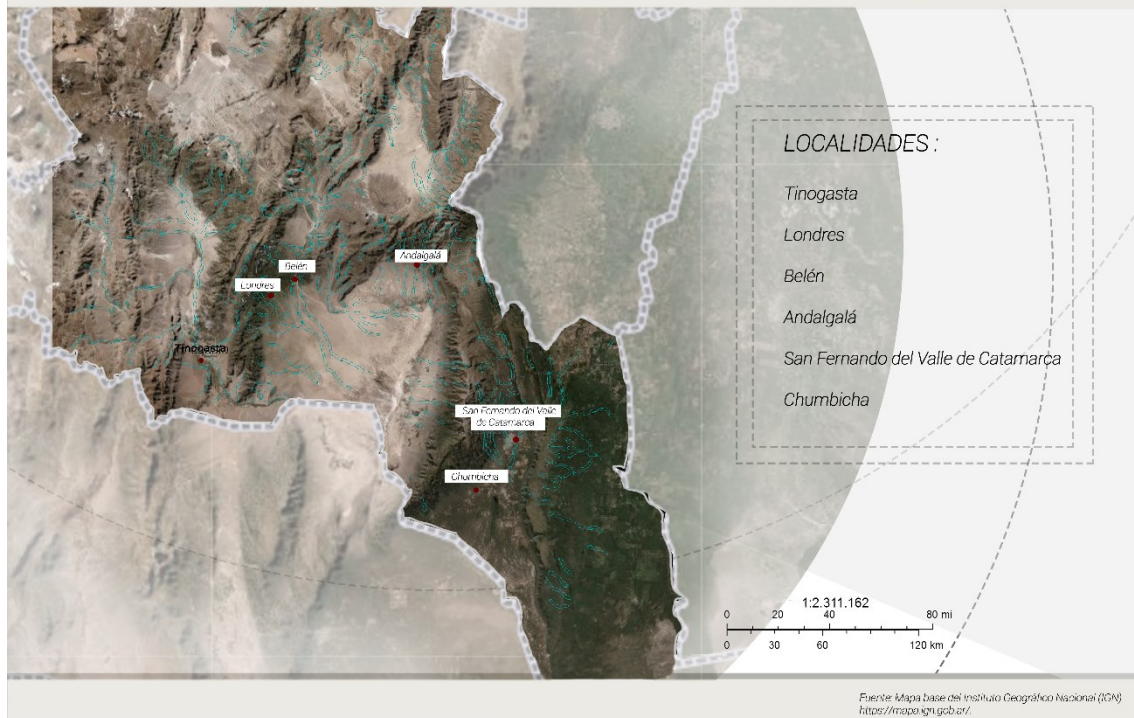 Andalgalá
Belén
Londres
Tinogasta
San Fernando del Valle
de Catamarca
Chumbicha
LOCALIDADES :
Tinogasta
Londres
Belén
Andalgalá
San Fernando del Valle de Catamarca
Chumbicha
1:2.311.162
0 20 40 80 mi
0 30 60 120 km
Fuente: Mapa base del Instituto Geográfico Nacional (IGN)
https://mapa.ign.gob.ar/.